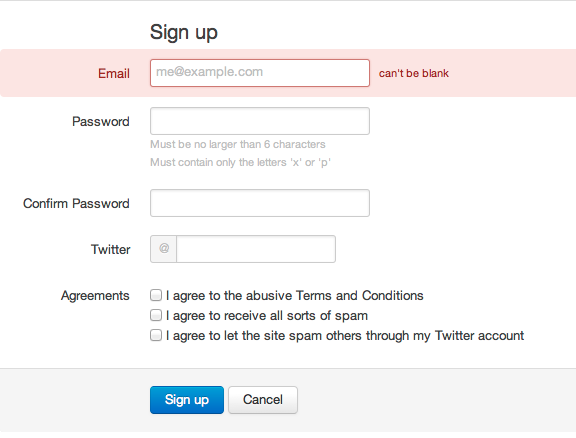 Sign up
Email me@example.com can't be blank
Password
Must be no larger than 6 characters
Must contain only the letters 'x' or 'p'
Confirm Password
Twitter @
Agreements I agree to the abusive Terms and Conditions
I agree to receive all sorts of spam
I agree to let the site spam others through my Twitter account
Sign up Cancel